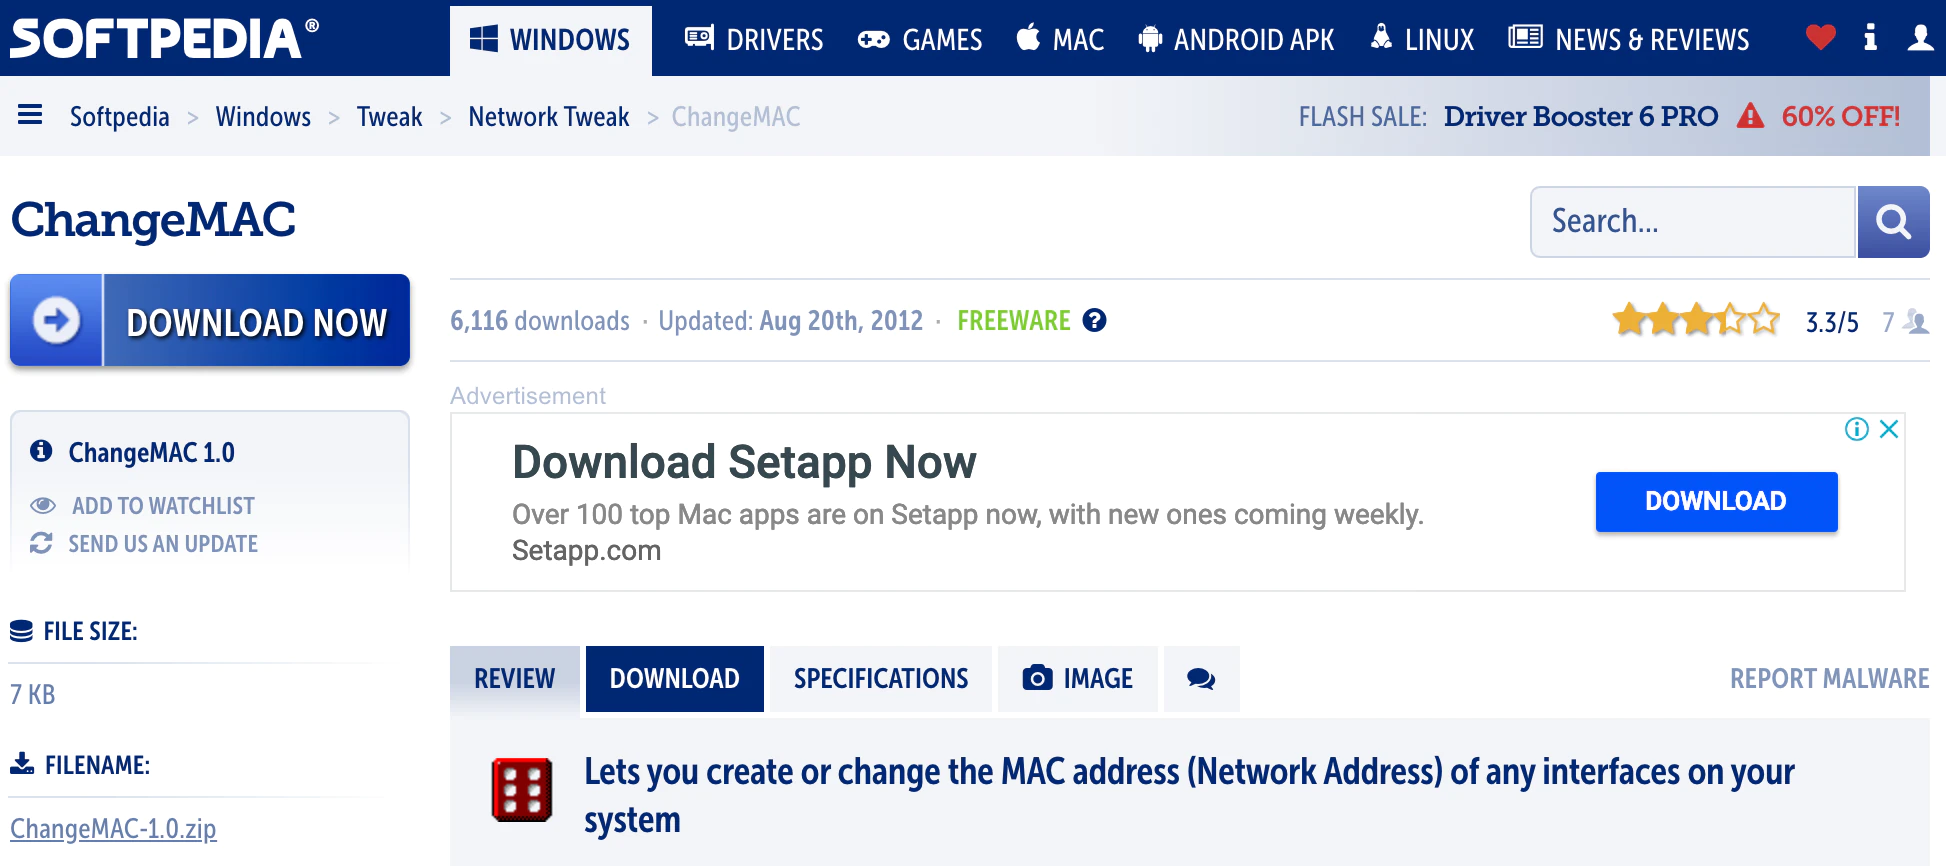 SOFTPEDIA®
WINDOWS
DRIVERS
GAMES
MAC
ANDROID APK
LINUX
NEWS & REVIEWS
Softpedia > Windows > Tweak > Network Tweak > ChangeMAC
FLASH SALE: Driver Booster 6 PRO 60% OFF!
ChangeMAC
Search...
DOWNLOAD NOW
6,116 downloads · Updated: Aug 20th, 2012 · FREEWARE ?
3.3/5 7
ChangeMAC 1.0
ADD TO WATCHLIST
SEND US AN UPDATE
FILE SIZE:
7 KB
FILENAME:
ChangeMAC-1.0.zip
Advertisement
Download Setapp Now
Over 100 top Mac apps are on Setapp now, with new ones coming weekly.
Setapp.com
DOWNLOAD
REVIEW
DOWNLOAD
SPECIFICATIONS
IMAGE
REPORT MALWARE
Lets you create or change the MAC address (Network Address) of any interfaces on your
system